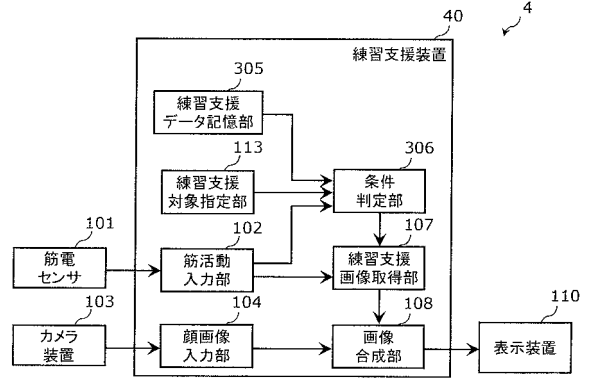 40
4
練習支援装置
305
練習支援
データ記憶部
113
練習支援
対象指定部
306
条件
判定部
101
筋電
センサ
102
筋活動
入力部
107
練習支援
画像取得部
103
カメラ
装置
104
顔画像
入力部
108
画像
合成部
110
表示装置